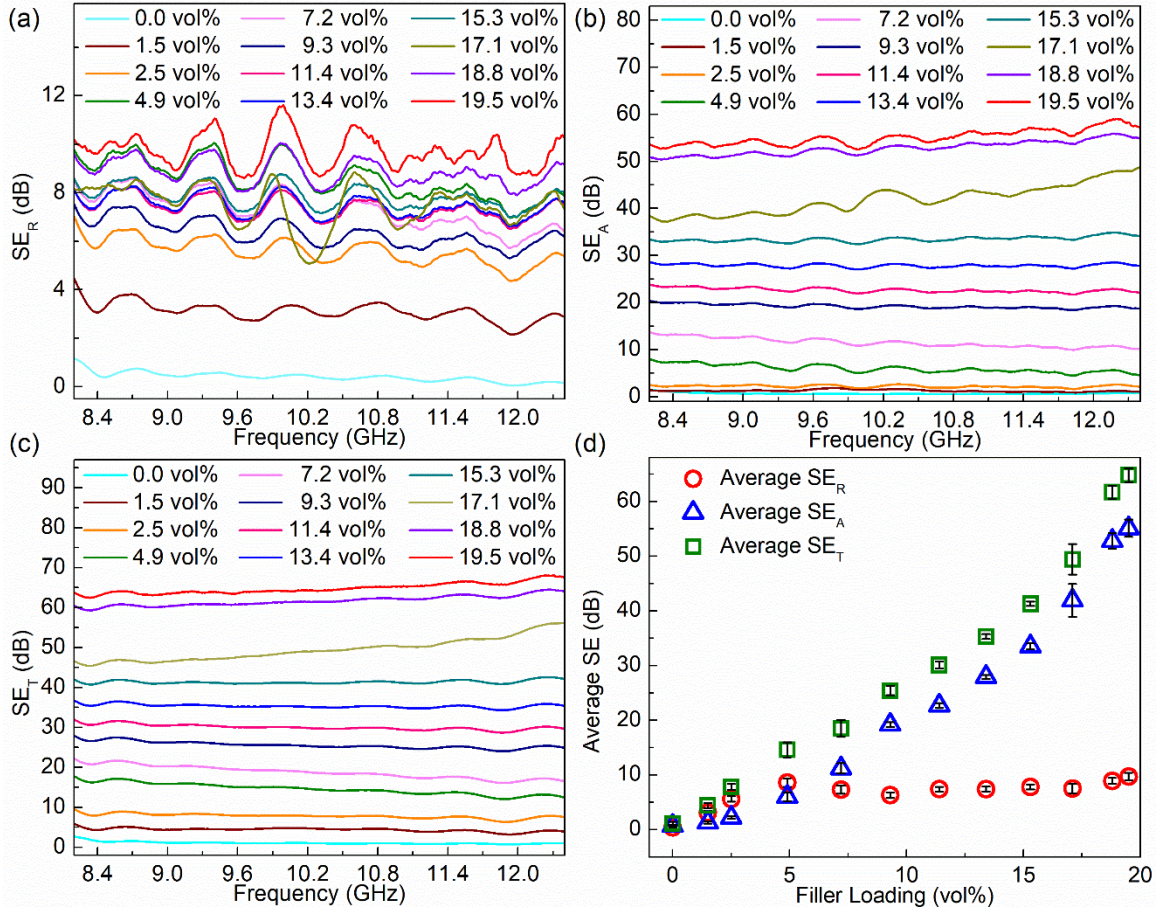 (a)
0.0 vol% 7.2 vol% 15.3 vol%
1.5 vol% 9.3 vol% 17.1 vol%
2.5 vol% 11.4 vol% 18.8 vol%
4.9 vol% 13.4 vol% 19.5 vol%
12
8
4
0
SE_R (dB)
8.4 9.0 9.6 10.2 10.8 11.4 12.0
Frequency (GHz)
(b)
0.0 vol% 7.2 vol% 15.3 vol%
1.5 vol% 9.3 vol% 17.1 vol%
2.5 vol% 11.4 vol% 18.8 vol%
4.9 vol% 13.4 vol% 19.5 vol%
80
70
60
50
40
30
20
10
0
SE_A (dB)
8.4 9.0 9.6 10.2 10.8 11.4 12.0
Frequency (GHz)
(c)
0.0 vol% 7.2 vol% 15.3 vol%
1.5 vol% 9.3 vol% 17.1 vol%
2.5 vol% 11.4 vol% 18.8 vol%
4.9 vol% 13.4 vol% 19.5 vol%
90
80
70
60
50
40
30
20
10
0
SE_T (dB)
8.4 9.0 9.6 10.2 10.8 11.4 12.0
Frequency (GHz)
(d)
Average SE_R
Average SE_A
Average SE_T
60
50
40
30
20
10
0
Average SE (dB)
0 5 10 15 20
Filler Loading (vol%)